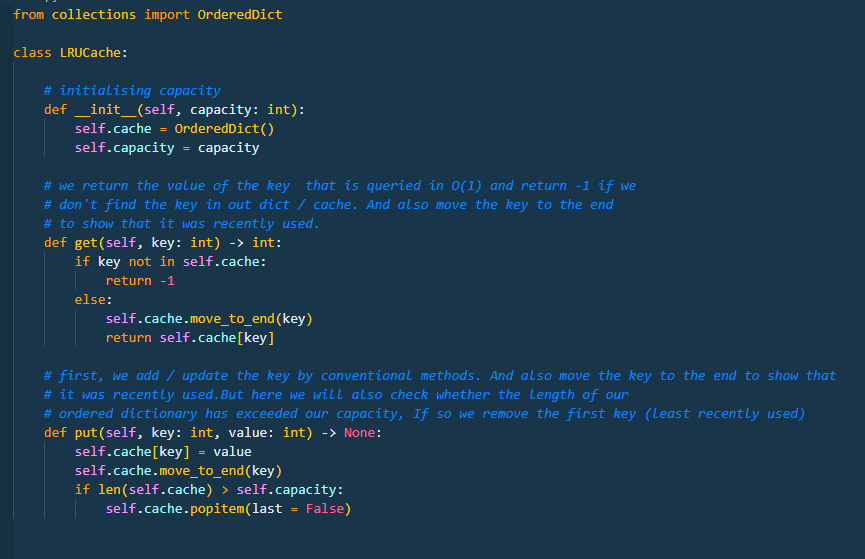 from collections import OrderedDict
class LRUCache:
# initialising capacity
def __init__(self, capacity: int):
self.cache = OrderedDict()
self.capacity = capacity
# we return the value of the key  that is queried in O(1) and return -1 if we
# don't find the key in out dict / cache. And also move the key to the end
# to show that it was recently used.
def get(self, key: int) -> int:
if key not in self.cache:
return -1
else:
self.cache.move_to_end(key)
return self.cache[key]
# first, we add / update the key by conventional methods. And also move the key to the end to show that
# it was recently used.But here we will also check whether the length of our
# ordered dictionary has exceeded our capacity, If so we remove the first key (least recently used)
def put(self, key: int, value: int) -> None:
self.cache[key] = value
self.cache.move_to_end(key)
if len(self.cache) > self.capacity:
self.cache.popitem(last = False)